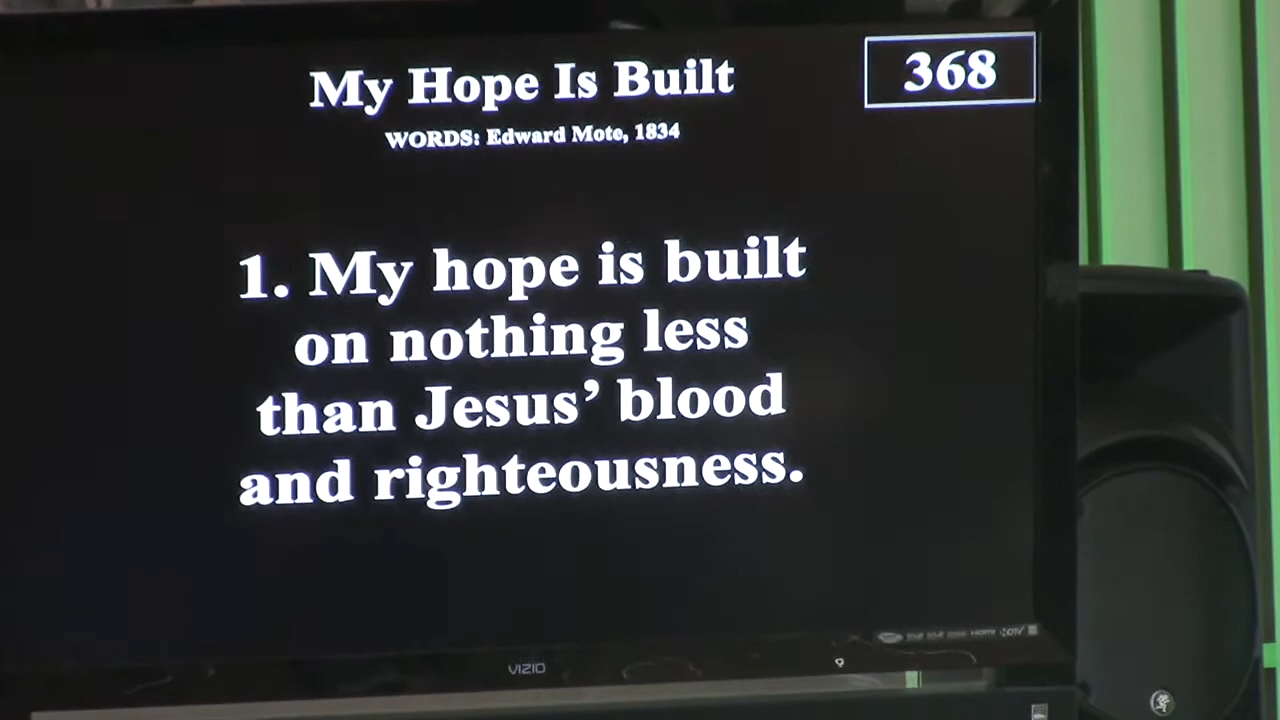 My Hope Is Built
368
WORDS: Edward Mote, 1834
1. My hope is built
on nothing less
than Jesus’ blood
and righteousness.
VIZIO